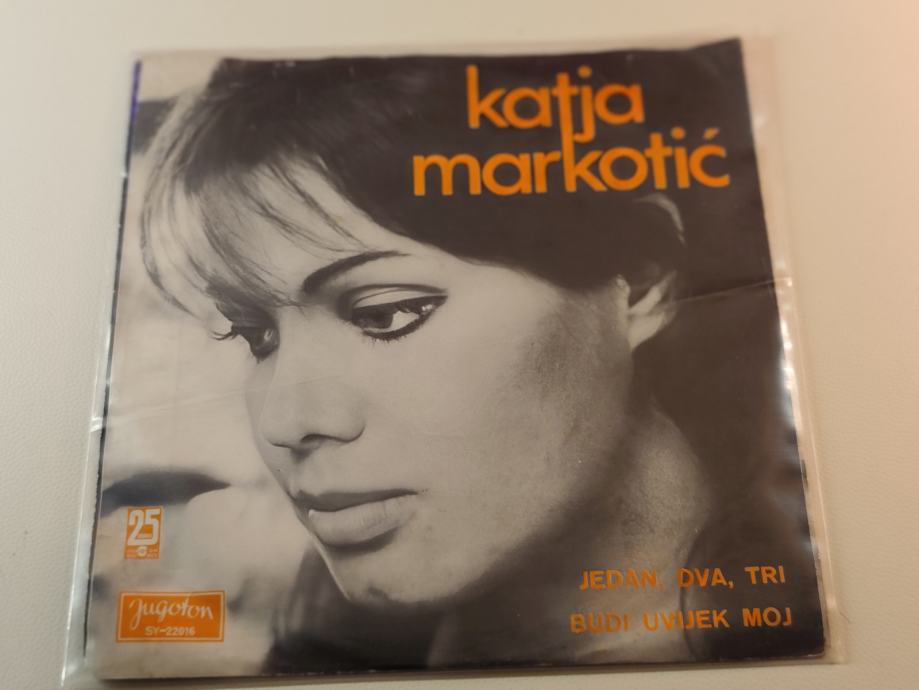 katja
markotić
25
Jugoton
SY-22016
JEDAN, DVA, TRI
BUDI UVIJEK MOJ